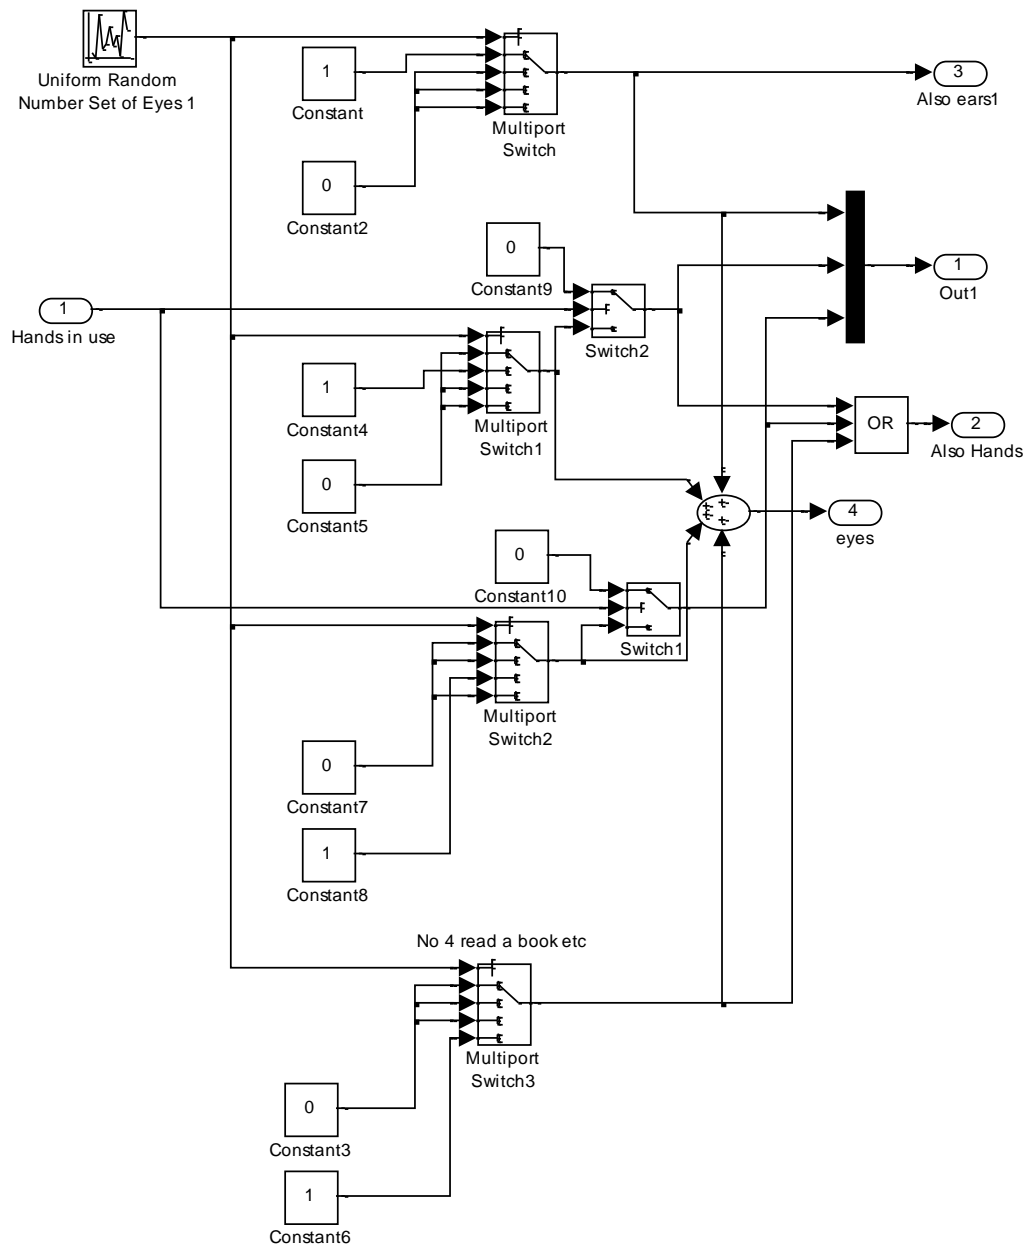 Uniform Random
Number Set of Eyes 1
1
Constant
Multiport
Switch
3
Also ears1
0
Constant2
0
Constant9
1
Hands in use
Switch2
1
Out1
1
Constant4
Multiport
Switch1
OR
2
Also Hands
0
Constant5
4
eyes
0
Constant10
Switch1
Multiport
Switch2
0
Constant7
1
Constant8
No 4 read a book etc
Multiport
Switch3
0
Constant3
1
Constant6